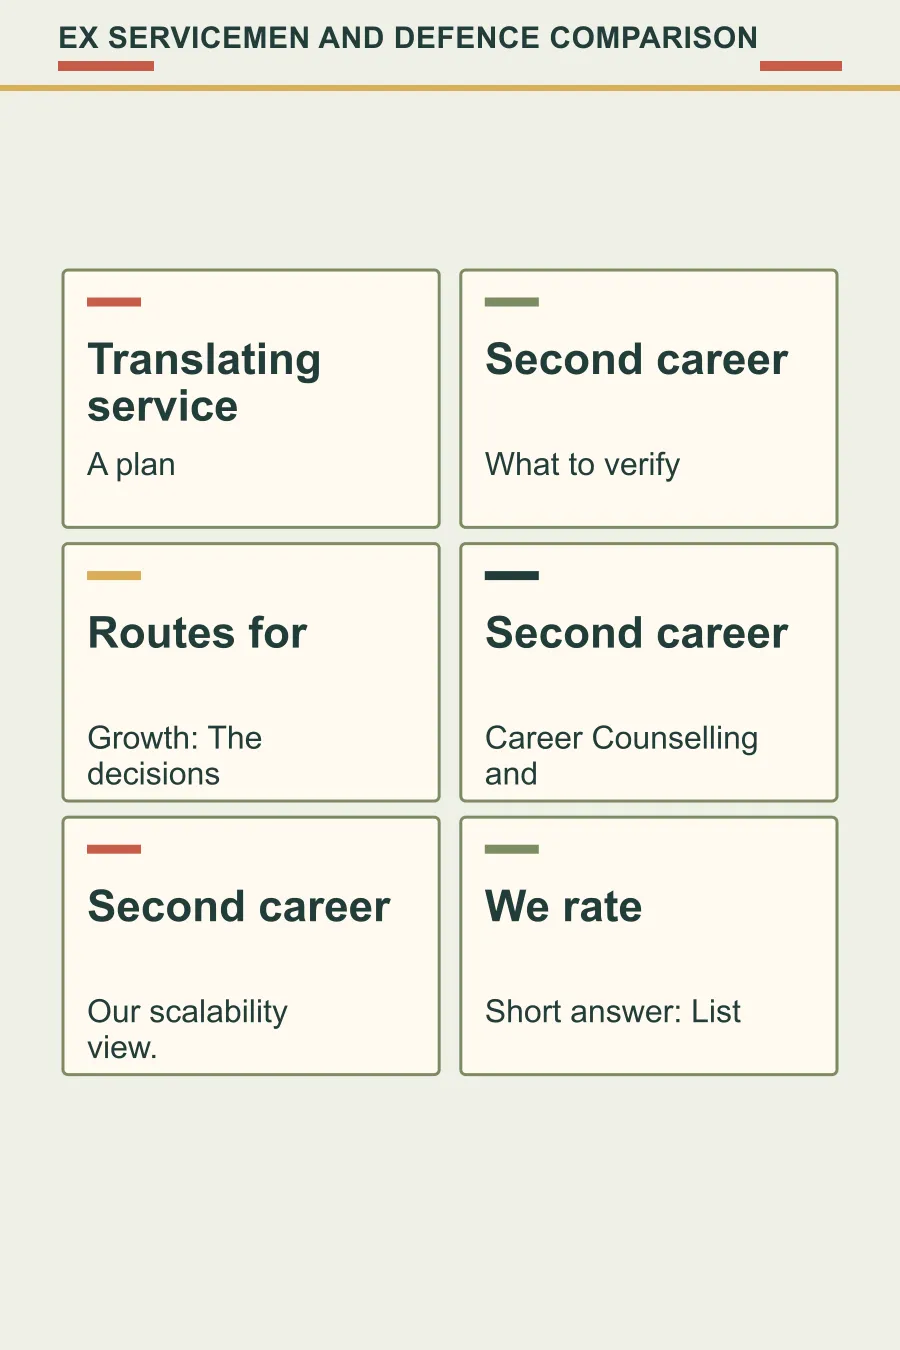 EX SERVICEMEN AND DEFENCE COMPARISON
Translating
service
A plan
Second career
What to verify
Routes for
Growth: The
decisions
Second career
Career Counselling
and
Second career
Our scalability
view.
We rate
Short answer: List